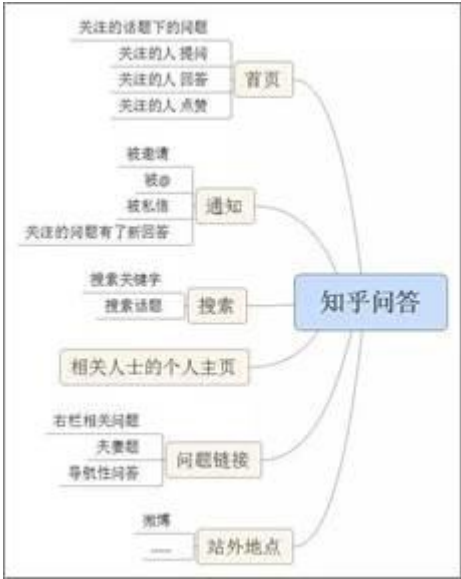 关注的话题下的问题
关注的人 提问
关注的人 回答
关注的人 点赞
首页
被邀请
被@
被私信
关注的问题有了新回答
通知
搜索关键字
搜索话题
搜索
知乎问答
相关人士的个人主页
右栏相关问题
夫妻题
导航性问答
问题链接
微博
......
站外地点